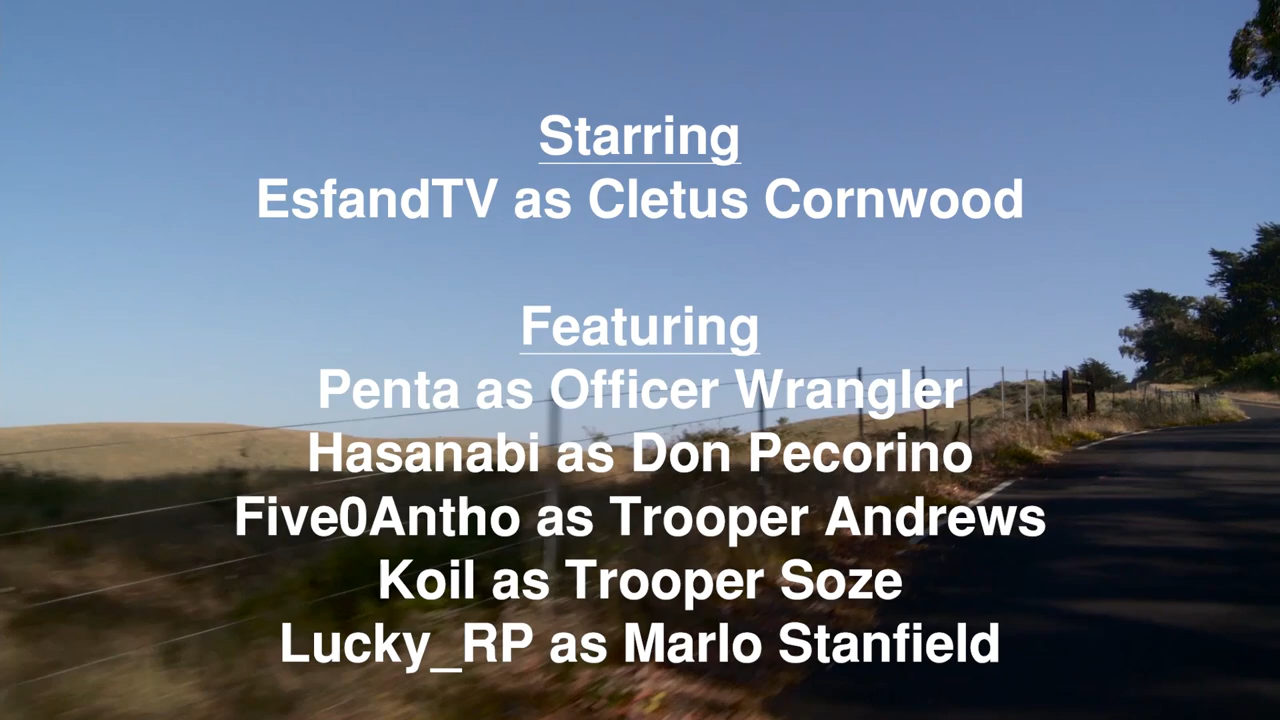 Starring
EsfandTV as Cletus Cornwood
Featuring
Penta as Officer Wrangler
Hasanabi as Don Pecorino
Five0Antho as Trooper Andrews
Koil as Trooper Soze
Lucky_RP as Marlo Stanfield